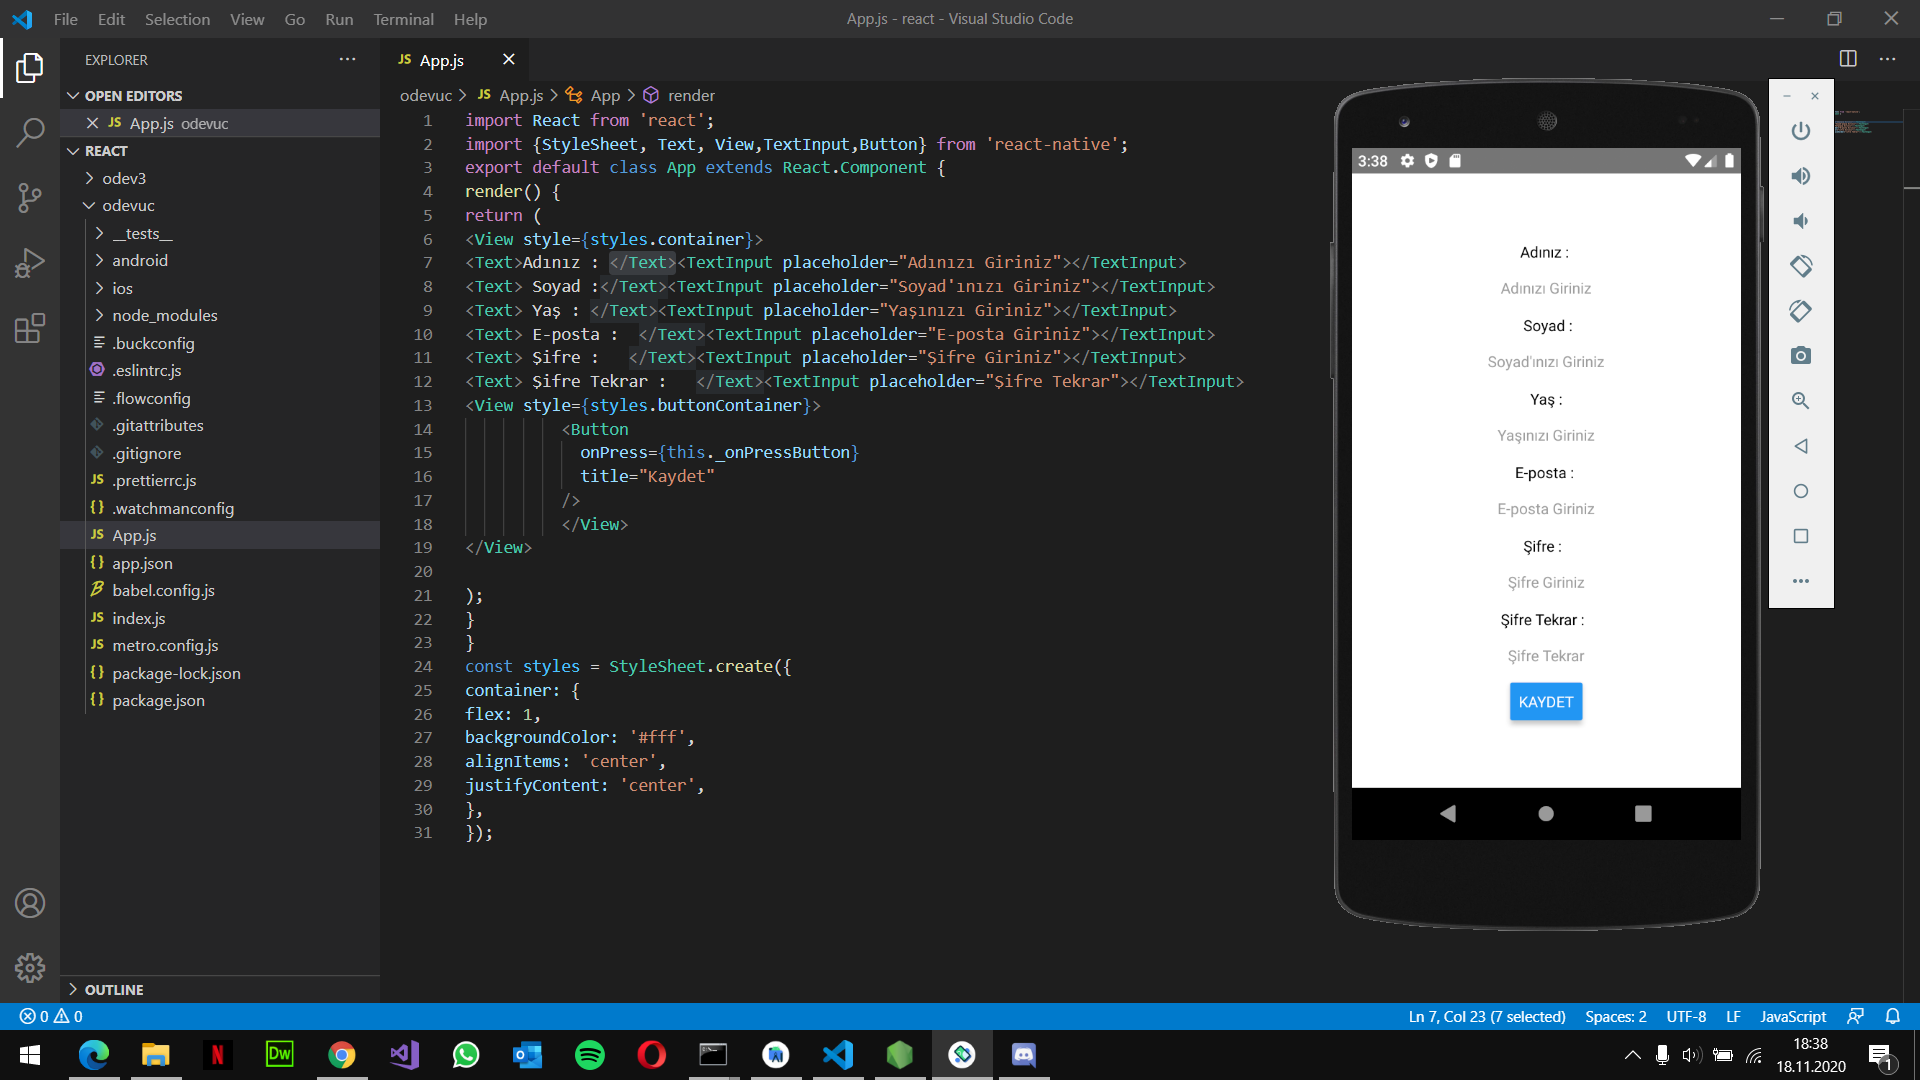 File Edit Selection View Go Run Terminal Help
App.js - react - Visual Studio Code
EXPLORER
OPEN EDITORS
JS App.js odevuc
REACT
odev3
odevuc
__tests__
android
ios
node_modules
.buckconfig
.eslintrc.js
.flowconfig
.gitattributes
.gitignore
JS .prettierrc.js
{} .watchmanconfig
JS App.js
{} app.json
babel.config.js
JS index.js
JS metro.config.js
{} package-lock.json
{} package.json
OUTLINE
JS App.js
odevuc > JS App.js > App > render
1 import React from 'react';
2 import {StyleSheet, Text, View,TextInput,Button} from 'react-native';
3 export default class App extends React.Component {
4 render() {
5 return (
6 <View style={styles.container}>
7 <Text>Adınız : </Text><TextInput placeholder="Adınızı Giriniz"></TextInput>
8 <Text> Soyad :</Text><TextInput placeholder="Soyad'ınızı Giriniz"></TextInput>
9 <Text> Yaş : </Text><TextInput placeholder="Yaşınızı Giriniz"></TextInput>
10 <Text> E-posta :  </Text><TextInput placeholder="E-posta Giriniz"></TextInput>
11 <Text> Şifre :   </Text><TextInput placeholder="Şifre Giriniz"></TextInput>
12 <Text> Şifre Tekrar :   </Text><TextInput placeholder="Şifre Tekrar"></TextInput>
13 <View style={styles.buttonContainer}>
14 <Button
15 onPress={this._onPressButton}
16 title="Kaydet"
17 />
18 </View>
19 </View>
20
21 );
22 }
23 }
24 const styles = StyleSheet.create({
25 container: {
26 flex: 1,
27 backgroundColor: '#fff',
28 alignItems: 'center',
29 justifyContent: 'center',
30 },
31 });
3:38
Adınız :
Adınızı Giriniz
Soyad :
Soyad'ınızı Giriniz
Yaş :
Yaşınızı Giriniz
E-posta :
E-posta Giriniz
Şifre :
Şifre Giriniz
Şifre Tekrar :
Şifre Tekrar
KAYDET
0 0
Ln 7, Col 23 (7 selected) Spaces: 2 UTF-8 LF JavaScript
N
Dw
18:38
18.11.2020
1